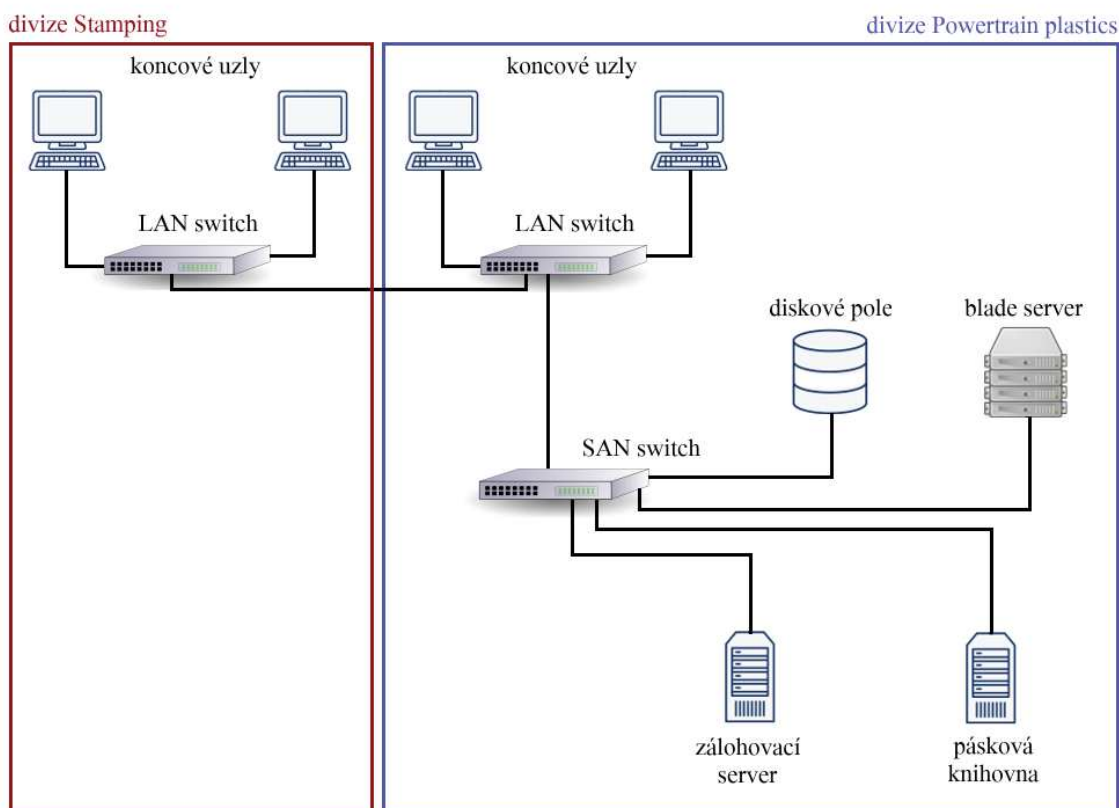 divize Stamping
divize Powertrain plastics
koncové uzly
koncové uzly
LAN switch
LAN switch
diskové pole
blade server
SAN switch
zálohovací
server
pásková
knihovna